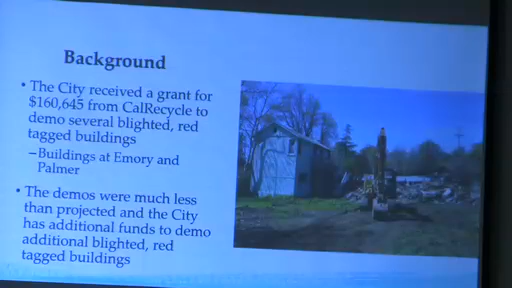 Background
• The City received a grant for
$160,645 from CalRecycle to
demo several blighted, red
tagged buildings
–Buildings at Emory and
Palmer
• The demos were much less
than projected and the City
has additional funds to demo
additional blighted, red
tagged buildings